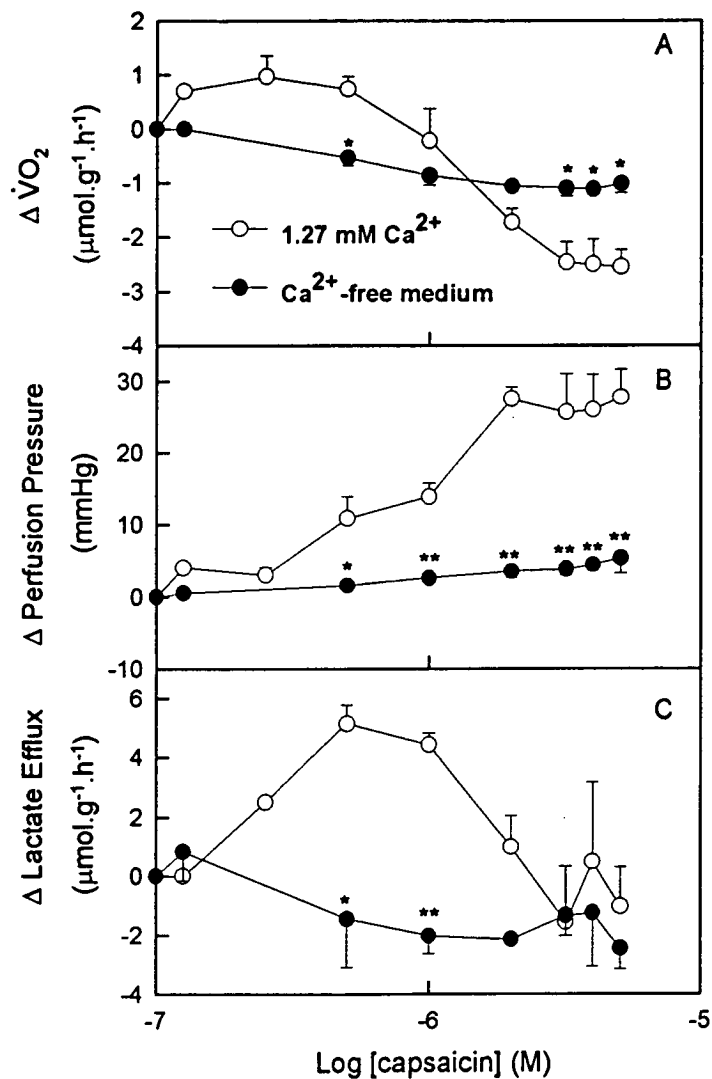 A
1
0
-1
-2
-3
-4
Δ V̇O2
(μmol.g-1.h-1)
1.27 mM Ca2+
Ca2+-free medium
*
*
*
*
B
30
20
10
0
-10
Δ Perfusion Pressure
(mmHg)
*
**
**
**
**
**
C
6
4
2
0
-2
-4
Δ Lactate Efflux
(μmol.g-1.h-1)
*
**
-7
-6
-5
Log [capsaicin] (M)